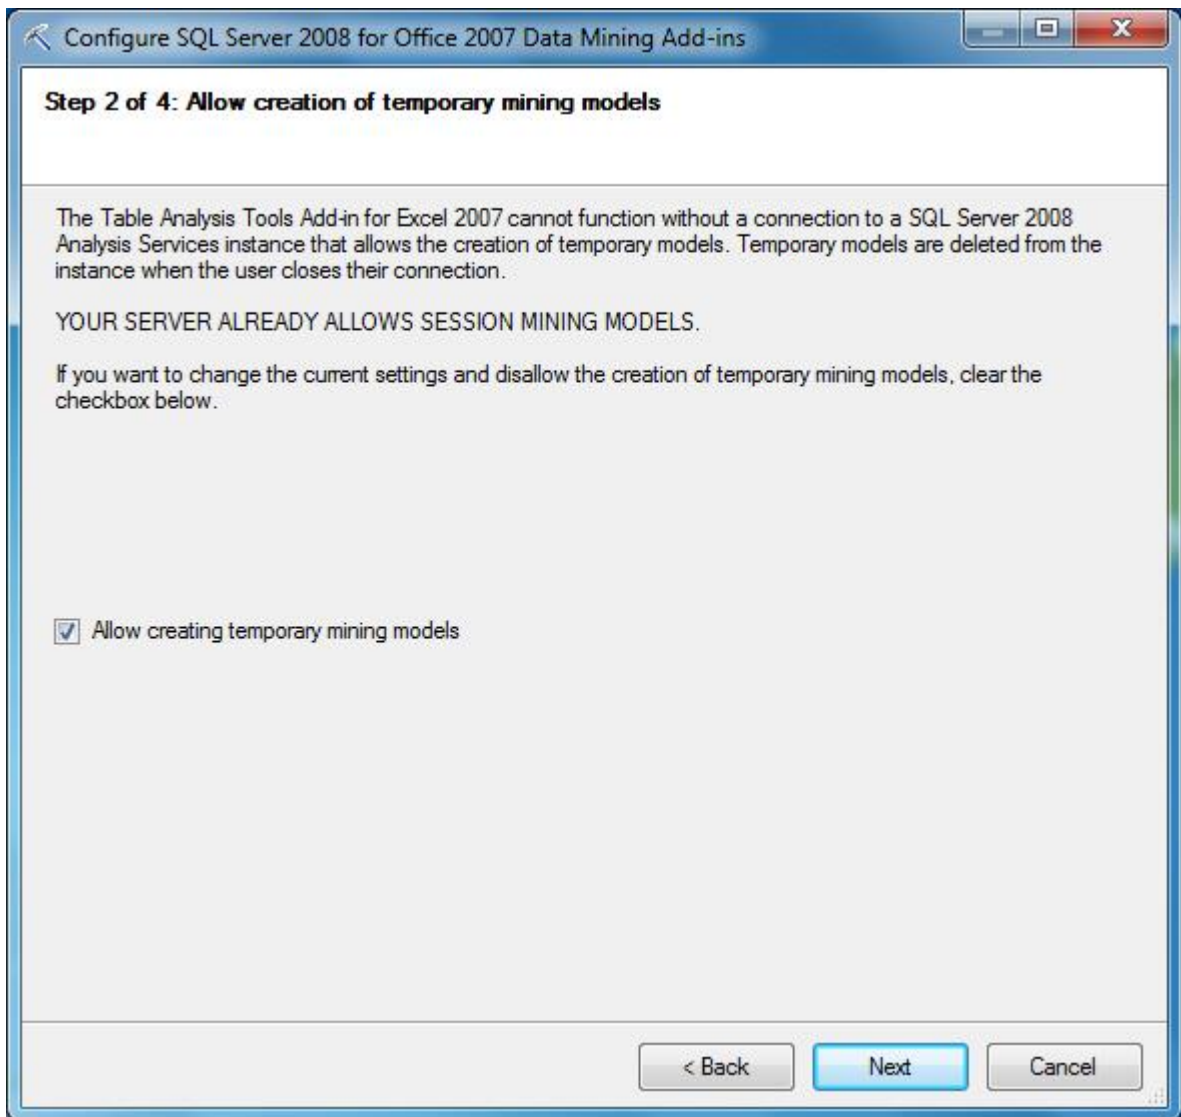 Configure SQL Server 2008 for Office 2007 Data Mining Add-ins
Step 2 of 4: Allow creation of temporary mining models
The Table Analysis Tools Add-in for Excel 2007 cannot function without a connection to a SQL Server 2008
Analysis Services instance that allows the creation of temporary models. Temporary models are deleted from the
instance when the user closes their connection.
YOUR SERVER ALREADY ALLOWS SESSION MINING MODELS.
If you want to change the current settings and disallow the creation of temporary mining models, clear the
checkbox below.
Allow creating temporary mining models
< Back Next Cancel